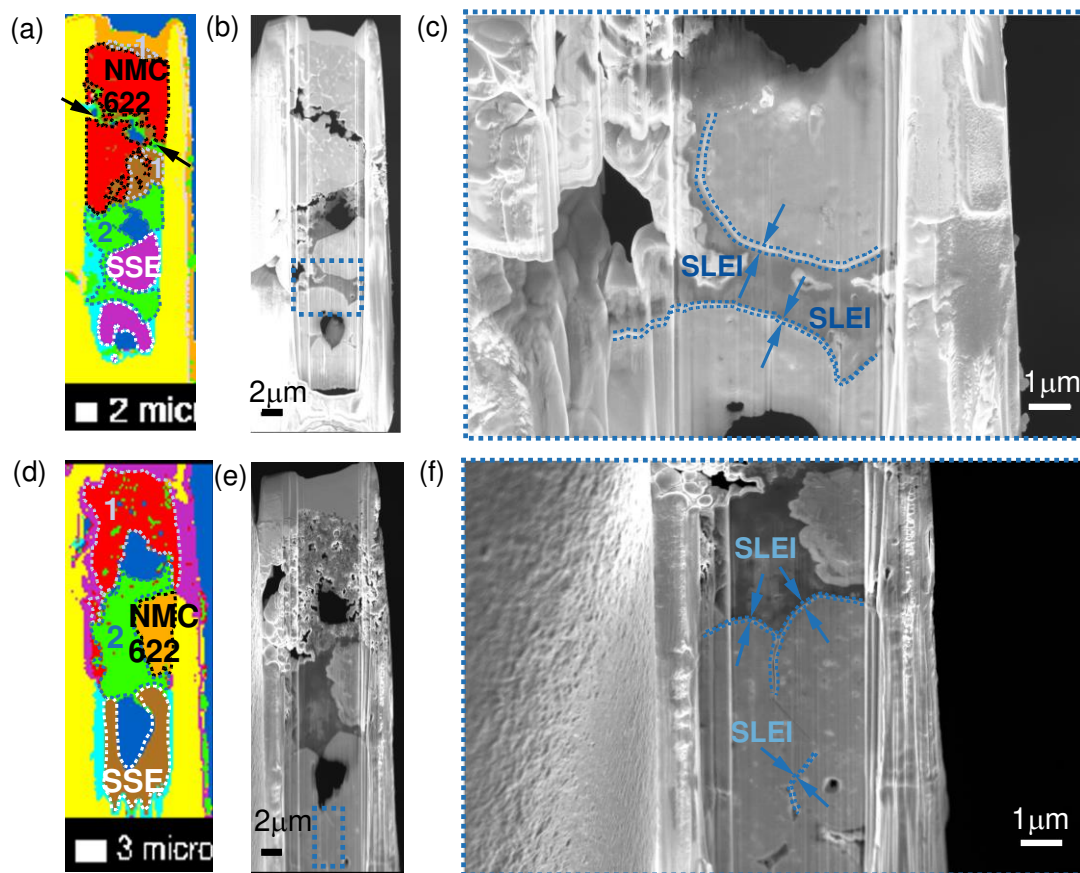 (a)
1
NMC
622
1
2
SSE
2 micr
(b)
2μm
(c)
SLEI
SLEI
1μm
(d)
1
NMC
2
622
SSE
3 micro
(e)
2μm
(f)
SLEI
SLEI
1μm